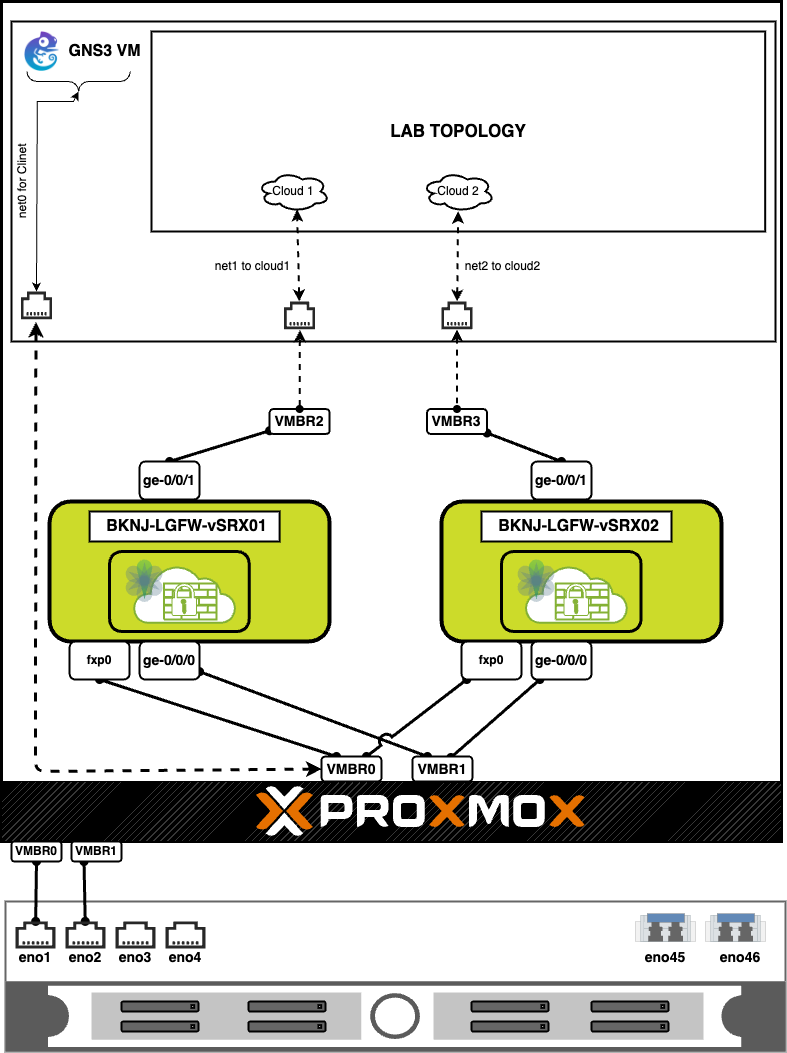 GNS3 VM
LAB TOPOLOGY
net0 for Clinet
Cloud 1
Cloud 2
net1 to cloud1
net2 to cloud2
VMBR2
VMBR3
ge-0/0/1
ge-0/0/1
BKNJ-LGFW-vSRX01
BKNJ-LGFW-vSRX02
fxp0
ge-0/0/0
fxp0
ge-0/0/0
VMBR0
VMBR1
PROXMOX
VMBR0
VMBR1
eno1
eno2
eno3
eno4
eno45
eno46